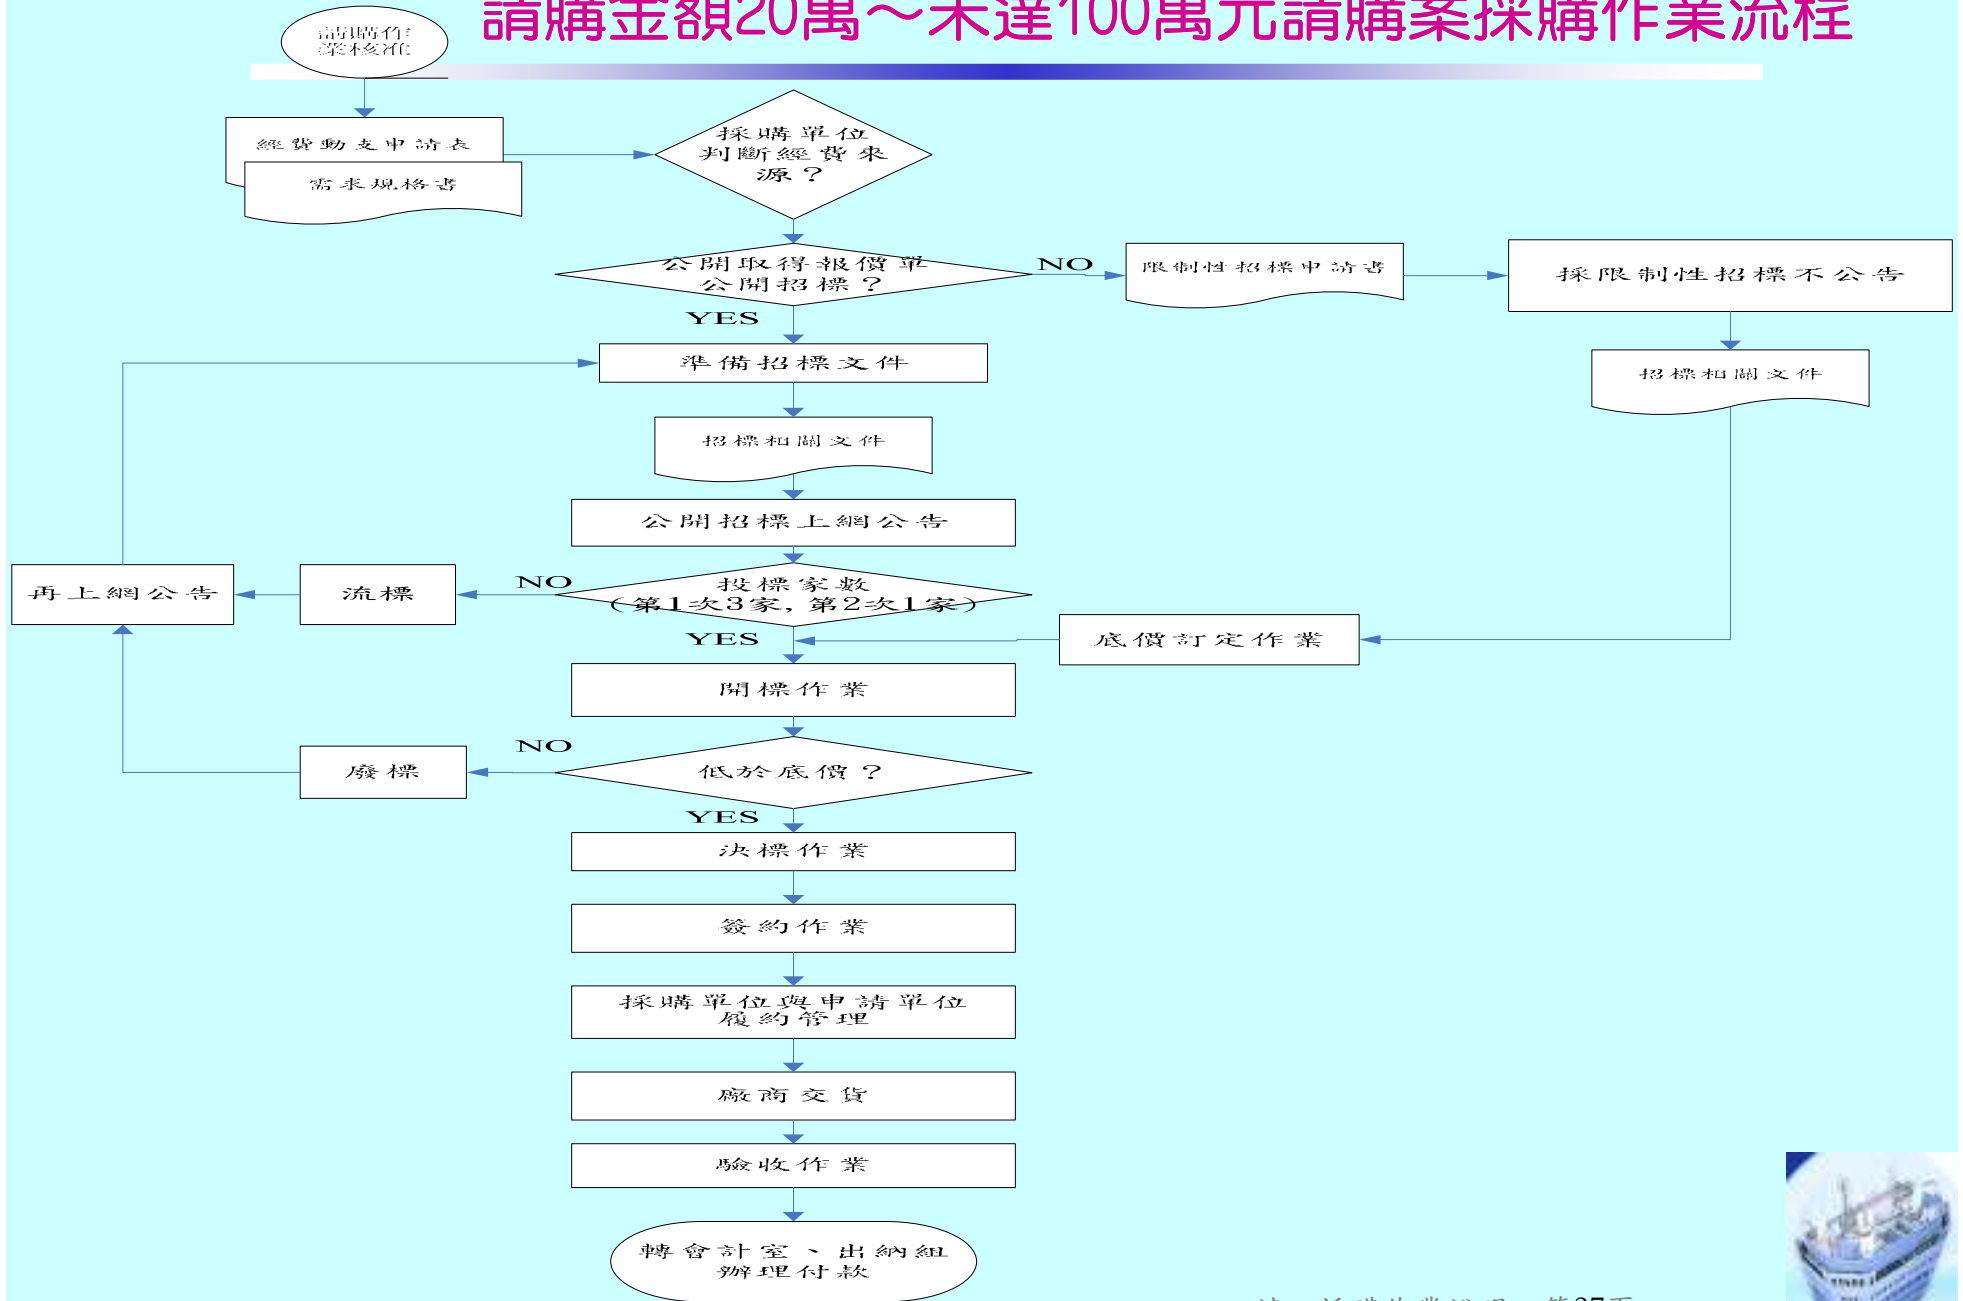 請購金額20萬～未達100萬元請購案採購作業流程
請購作
業核准
經費動支申請表
需求規格書
採購單位
判斷經費來
源？
公開取得報價單
公開招標？
NO
限制性招標申請書
採限制性招標不公告
YES
準備招標文件
招標相關文件
招標相關文件
公開招標上網公告
再上網公告
流標
NO
投標家數
(第1次3家,第2次1家)
YES
底價訂定作業
開標作業
廢標
NO
低於底價？
YES
決標作業
簽約作業
採購單位與申請單位
履約管理
廠商交貨
驗收作業
轉會計室、出納組
辦理付款